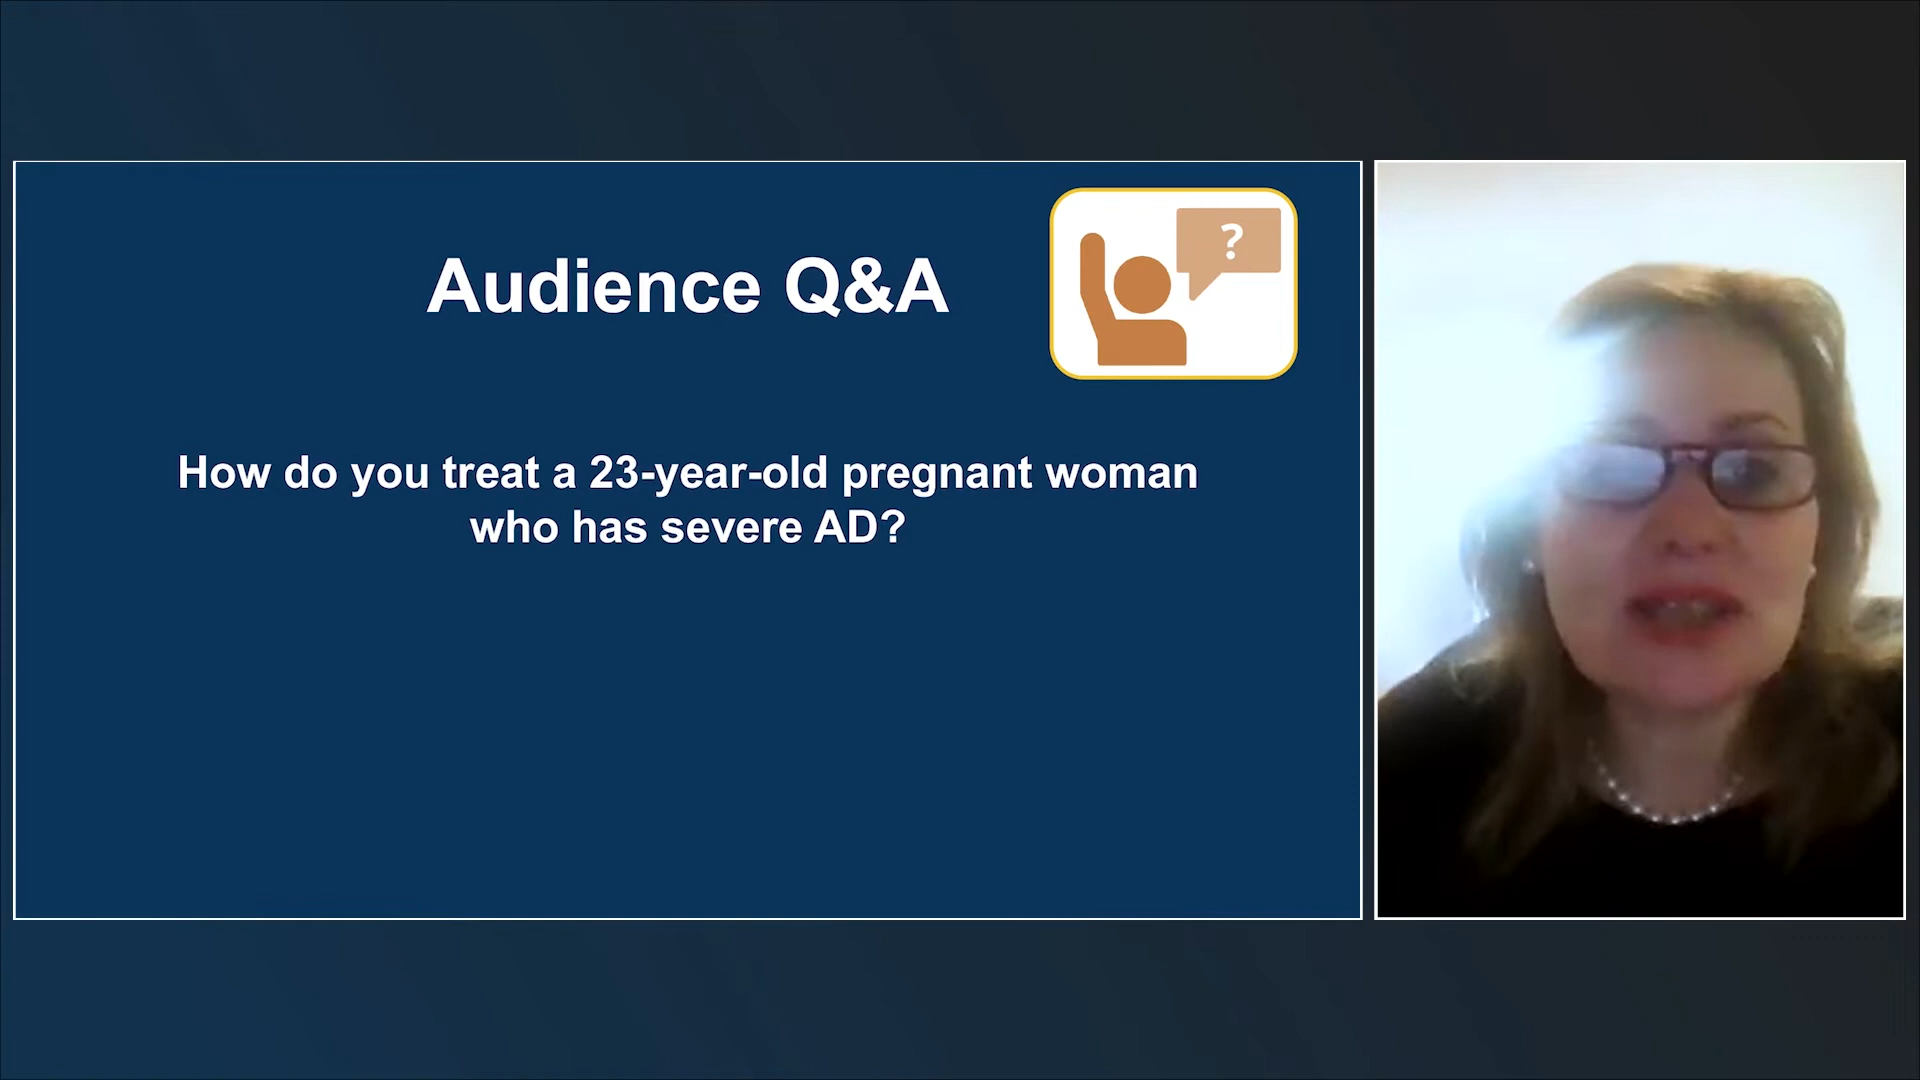 Audience Q&A
?
How do you treat a 23-year-old pregnant woman
who has severe AD?